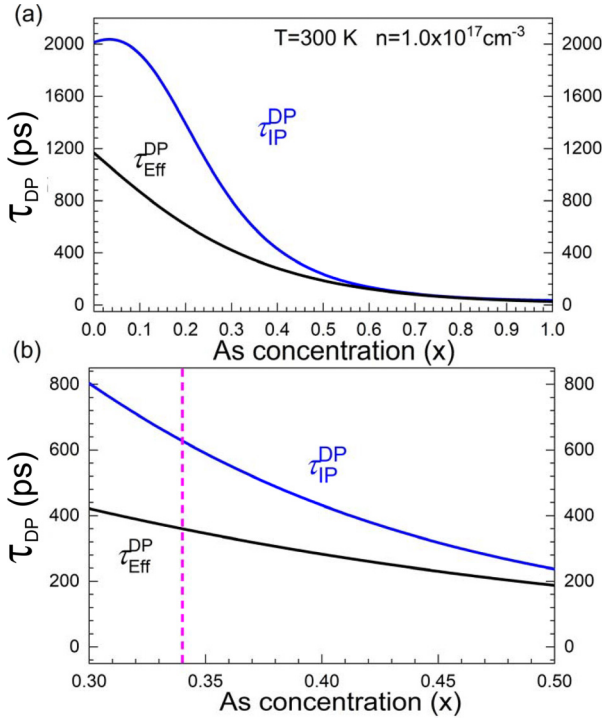 (a)
T=300 K n=1.0x10^17cm^-3
2000
1600
1200
800
400
0
τ_DP (ps)
τ_IP^DP
τ_Eff^DP
2000
1600
1200
800
400
0
0.0 0.1 0.2 0.3 0.4 0.5 0.6 0.7 0.8 0.9 1.0
As concentration (x)
(b)
800
600
400
200
0
τ_DP (ps)
τ_IP^DP
τ_Eff^DP
800
600
400
200
0
0.30 0.35 0.40 0.45 0.50
As concentration (x)